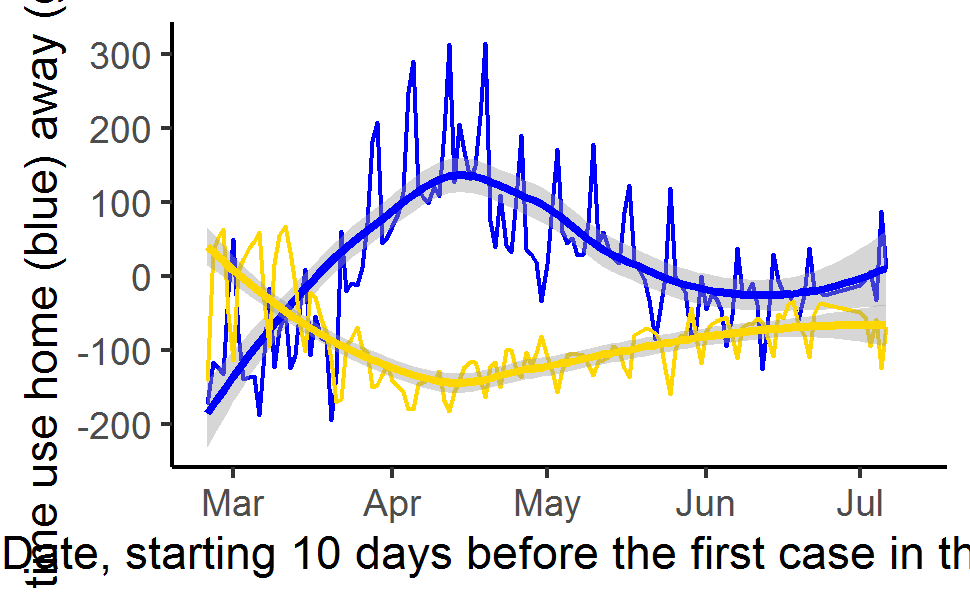 time use home (blue) away (
300
200
100
0
-100
-200
Mar Apr May Jun Jul
Date, starting 10 days before the first case in th